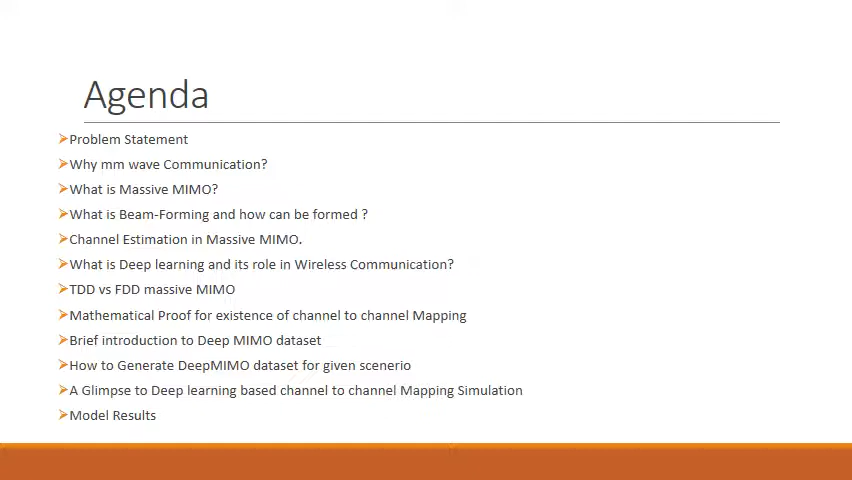 Agenda
Problem Statement
Why mm wave Communication?
What is Massive MIMO?
What is Beam-Forming and how can be formed ?
Channel Estimation in Massive MIMO.
What is Deep learning and its role in Wireless Communication?
TDD vs FDD massive MIMO
Mathematical Proof for existence of channel to channel Mapping
Brief introduction to Deep MIMO dataset
How to Generate DeepMIMO dataset for given scenerio
A Glimpse to Deep learning based channel to channel Mapping Simulation
Model Results